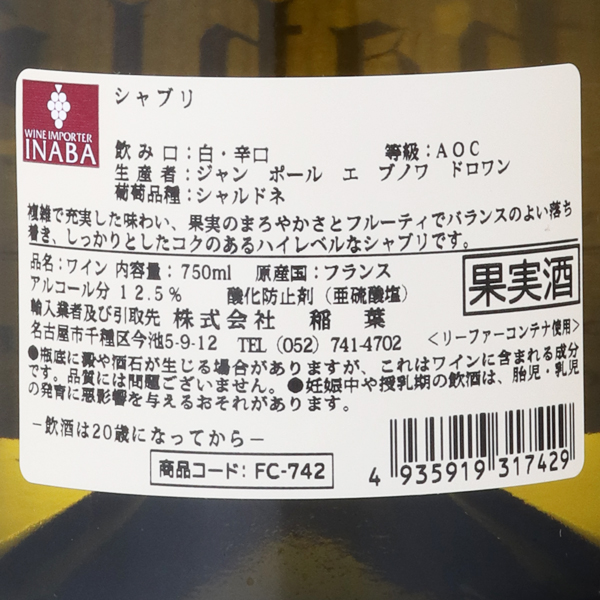 WINE IMPORTER
INABA
シャブリ
飲み口：白・辛口 等級：AOC
生産者：ジャン ポール エ ブノワ ドロワン
葡萄品種：シャルドネ
複雑で充実した味わい、果実のまろやかさとフルーティでバランスのよい落ち
着き、しっかりとしたコクのあるハイレベルなシャブリです。
品名：ワイン 内容量： 750ml 原産国：フランス
アルコール分 12.5％ 酸化防止剤（亜硫酸塩）
果実酒
輸入業者及び引取先 株式会社 稲葉
名古屋市千種区今池5-9-12 TEL（052）741-4702 ＜リーファーコンテナ使用＞
●瓶底に澱や酒石が生じる場合がありますが、これはワインに含まれる成分
です。品質には問題ございません。●妊娠中や授乳期の飲酒は、胎児・乳児
の発育に悪影響を与えるおそれがあります。
－飲酒は20歳になってから－
商品コード：FC-742
4 935919 317429